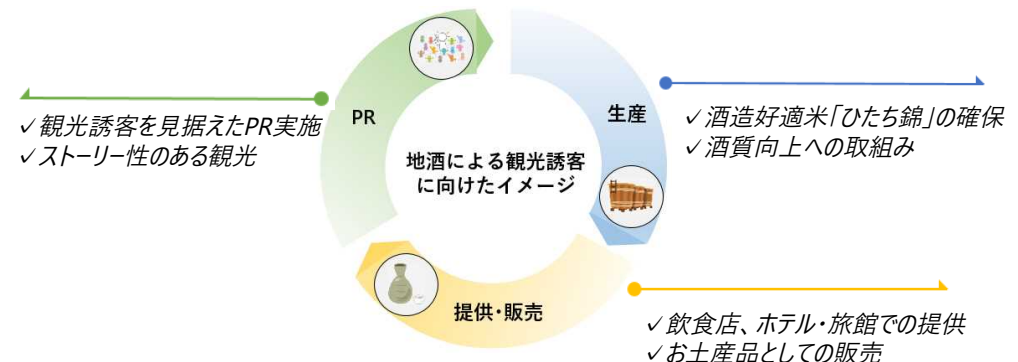 PR
✓観光誘客を見据えたPR実施
✓ストーリー性のある観光
生産
✓酒造好適米「ひたち錦」の確保
✓酒質向上への取組み
地酒による観光誘客
に向けたイメージ
提供・販売
✓飲食店、ホテル・旅館での提供
✓お土産品としての販売